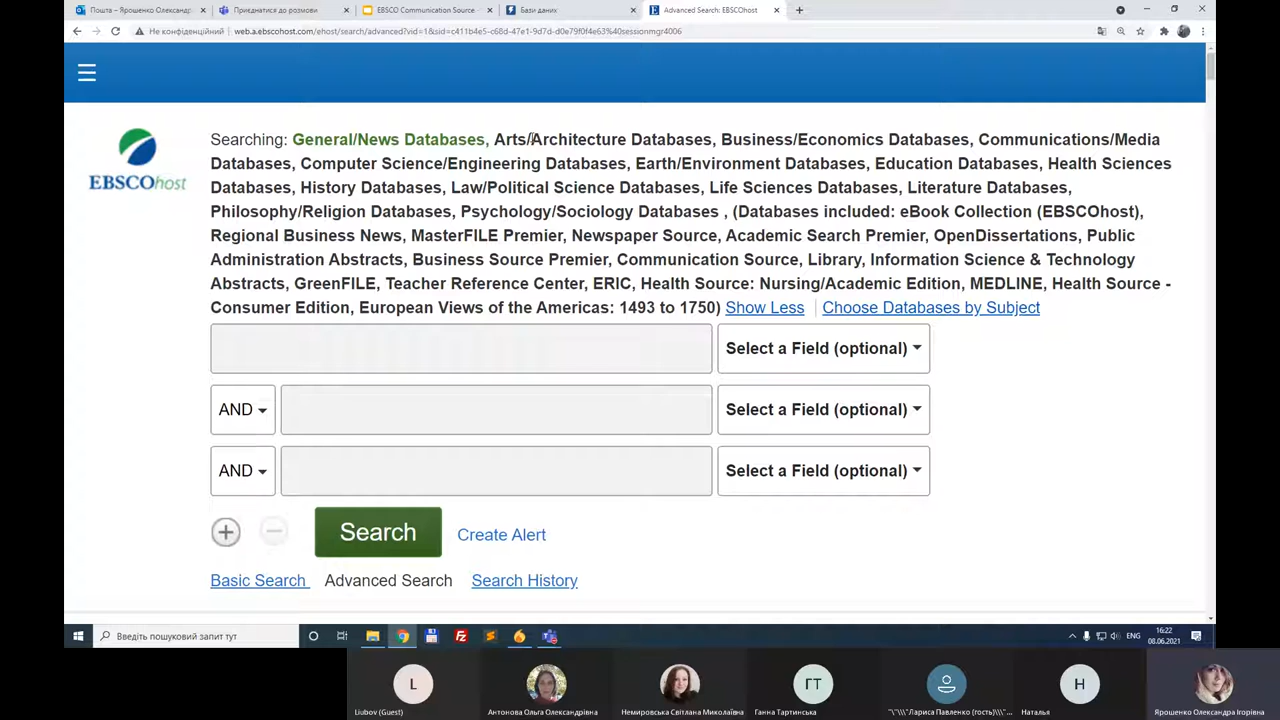 Пошта – Ярошенко Олександр
Приєднатися до розмови
EBSCO Communication Source
Бази даних
Advanced Search: EBSCOhost
Не конфіденційний
web.a.ebscohost.com/ehost/search/advanced?vid=1&sid=c411b4e5-c68d-47e1-9d7d-d0e79f0f4e63%40sessionmgr4006
EBSCOhost
Searching: General/News Databases, Arts/Architecture Databases, Business/Economics Databases, Communications/Media
Databases, Computer Science/Engineering Databases, Earth/Environment Databases, Education Databases, Health Sciences
Databases, History Databases, Law/Political Science Databases, Life Sciences Databases, Literature Databases,
Philosophy/Religion Databases, Psychology/Sociology Databases , (Databases included: eBook Collection (EBSCOhost),
Regional Business News, MasterFILE Premier, Newspaper Source, Academic Search Premier, OpenDissertations, Public
Administration Abstracts, Business Source Premier, Communication Source, Library, Information Science & Technology
Abstracts, GreenFILE, Teacher Reference Center, ERIC, Health Source: Nursing/Academic Edition, MEDLINE, Health Source -
Consumer Edition, European Views of the Americas: 1493 to 1750) Show Less Choose Databases by Subject
Select a Field (optional)
AND Select a Field (optional)
AND Select a Field (optional)
Search Create Alert
Basic Search Advanced Search Search History
Введіть пошуковий запит тут
ENG
16:22
08.06.2021
L
ГТ
Н
Liubov (Guest)
Антонова Ольга Олександрівна
Немировська Світлана Миколаївна
Ганна Тартинська
"\"\\\"Лариса Павленко (гость)\\\"...
Наталья
Ярошенко Олександра Ігорівна